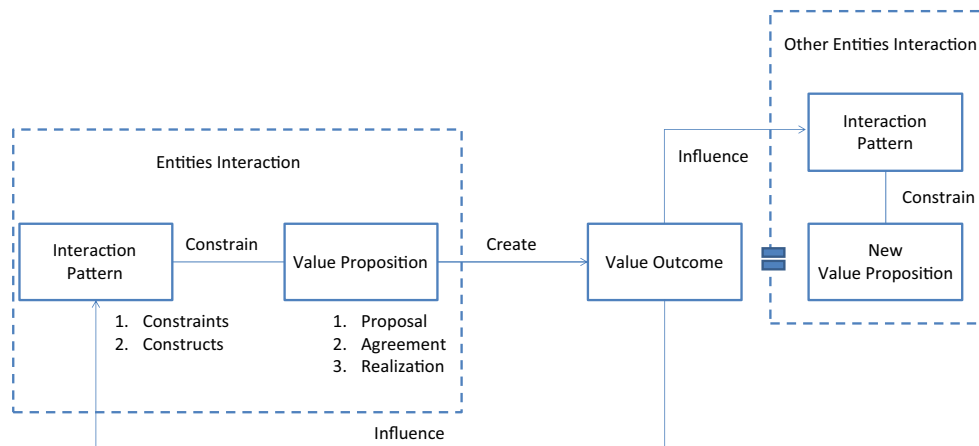 Other Entities Interaction
Interaction
Pattern
Influence
Constrain
New
Value Proposition
Entities Interaction
Interaction
Pattern
Constrain
Value Proposition
Create
Value Outcome
1. Constraints
2. Constructs
1. Proposal
2. Agreement
3. Realization
Influence